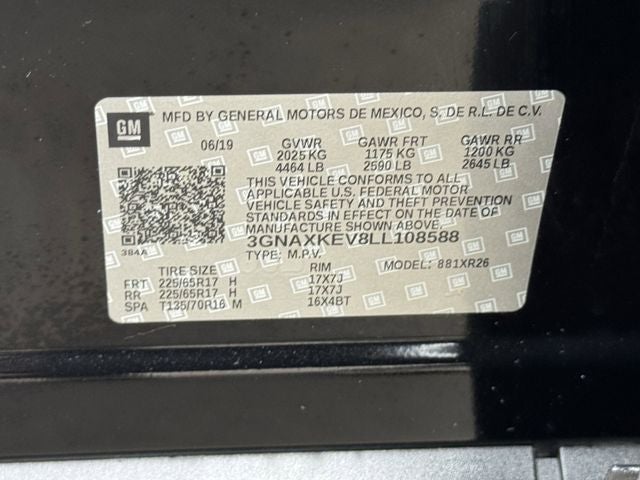 GM MFD BY GENERAL MOTORS DE MEXICO, S. DE R.L. DE C.V.
06/19 GVWR GAWR FRT GAWR RR
2025 KG 1175 KG 1200 KG
4464 LB 2590 LB 2645 LB
THIS VEHICLE CONFORMS TO ALL
APPLICABLE U.S. FEDERAL MOTOR
VEHICLE SAFETY AND THEFT PREVENTION
STANDARDS IN EFFECT ON THE DATE OF
MANUFACTURE SHOWN ABOVE.
384A 3GNAXKEV8LL108588
TYPE: M.P.V. MODEL: 881XR26
TIRE SIZE RIM
FRT 225/65R17 H 17X7J
RR 225/65R17 H 17X7J
SPA T135/70R16 M 16X4BT